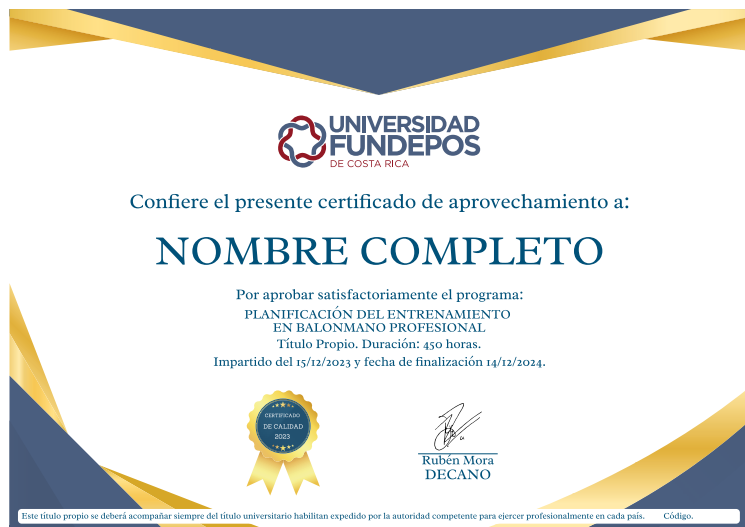 UNIVERSIDAD
FUNDEPOS
DE COSTA RICA
Confiere el presente certificado de aprovechamiento a:
NOMBRE COMPLETO
Por aprobar satisfactoriamente el programa:
PLANIFICACIÓN DEL ENTRENAMIENTO
EN BALONMANO PROFESIONAL
Título Propio. Duración: 450 horas.
Impartido del 15/12/2023 y fecha de finalización 14/12/2024.
CERTIFICADO
DE CALIDAD
2023
Rubén Mora
DECANO
Este título propio se deberá acompañar siempre del título universitario habilitan expedido por la autoridad competente para ejercer profesionalmente en cada país. Código.